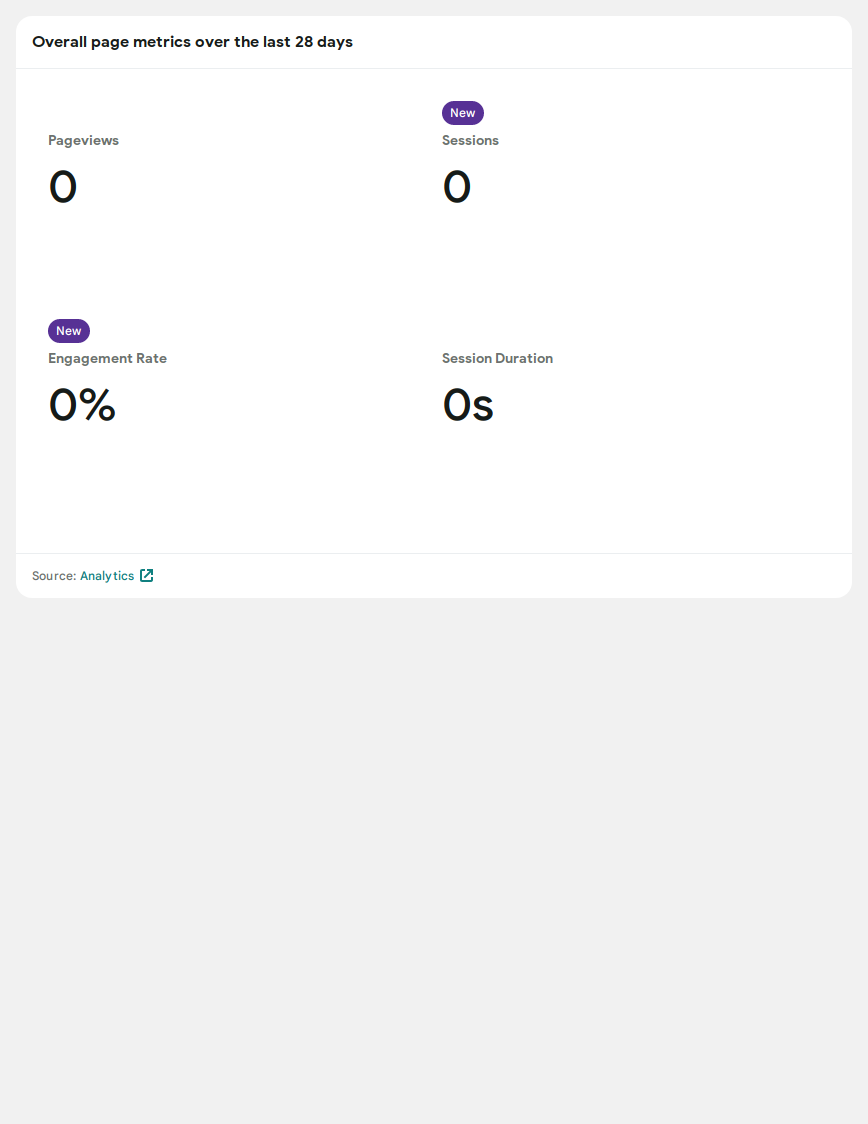 Overall page metrics over the last 28 days
Pageviews
0
New
Sessions
0
New
Engagement Rate
0%
Session Duration
0s
Source: Analytics